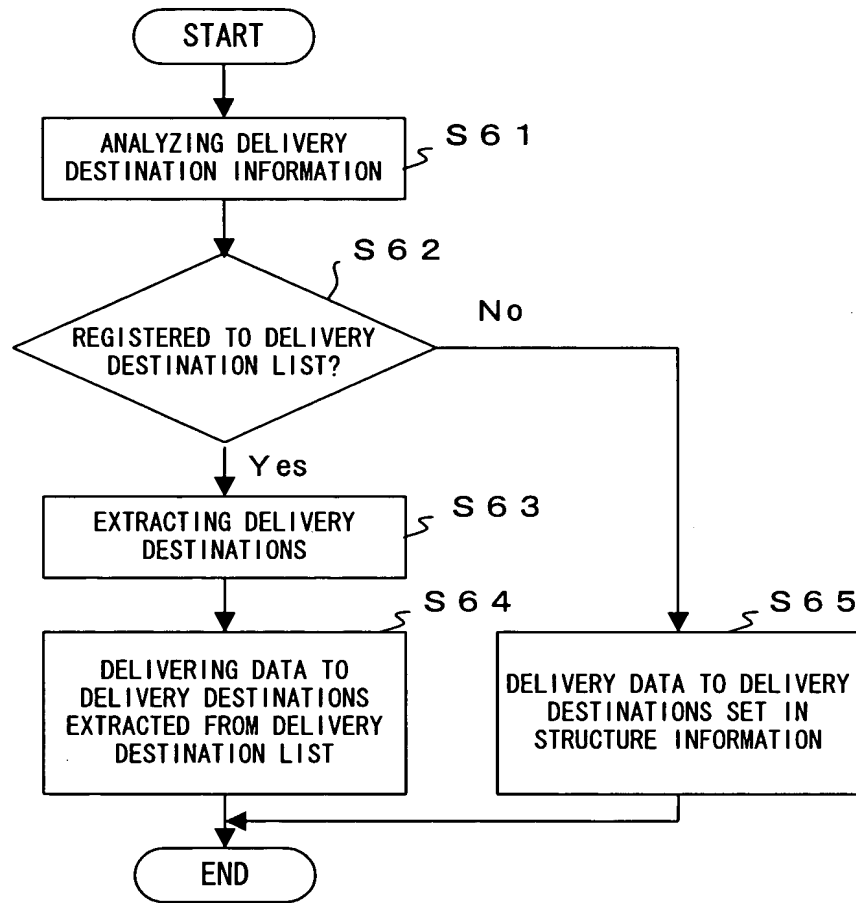 START
ANALYZING DELIVERY
DESTINATION INFORMATION
S61
S62
REGISTERED TO DELIVERY
DESTINATION LIST?
No
Yes
EXTRACTING DELIVERY
DESTINATIONS
S63
S64
DELIVERING DATA TO
DELIVERY DESTINATIONS
EXTRACTED FROM DELIVERY
DESTINATION LIST
S65
DELIVERY DATA TO DELIVERY
DESTINATIONS SET IN
STRUCTURE INFORMATION
END